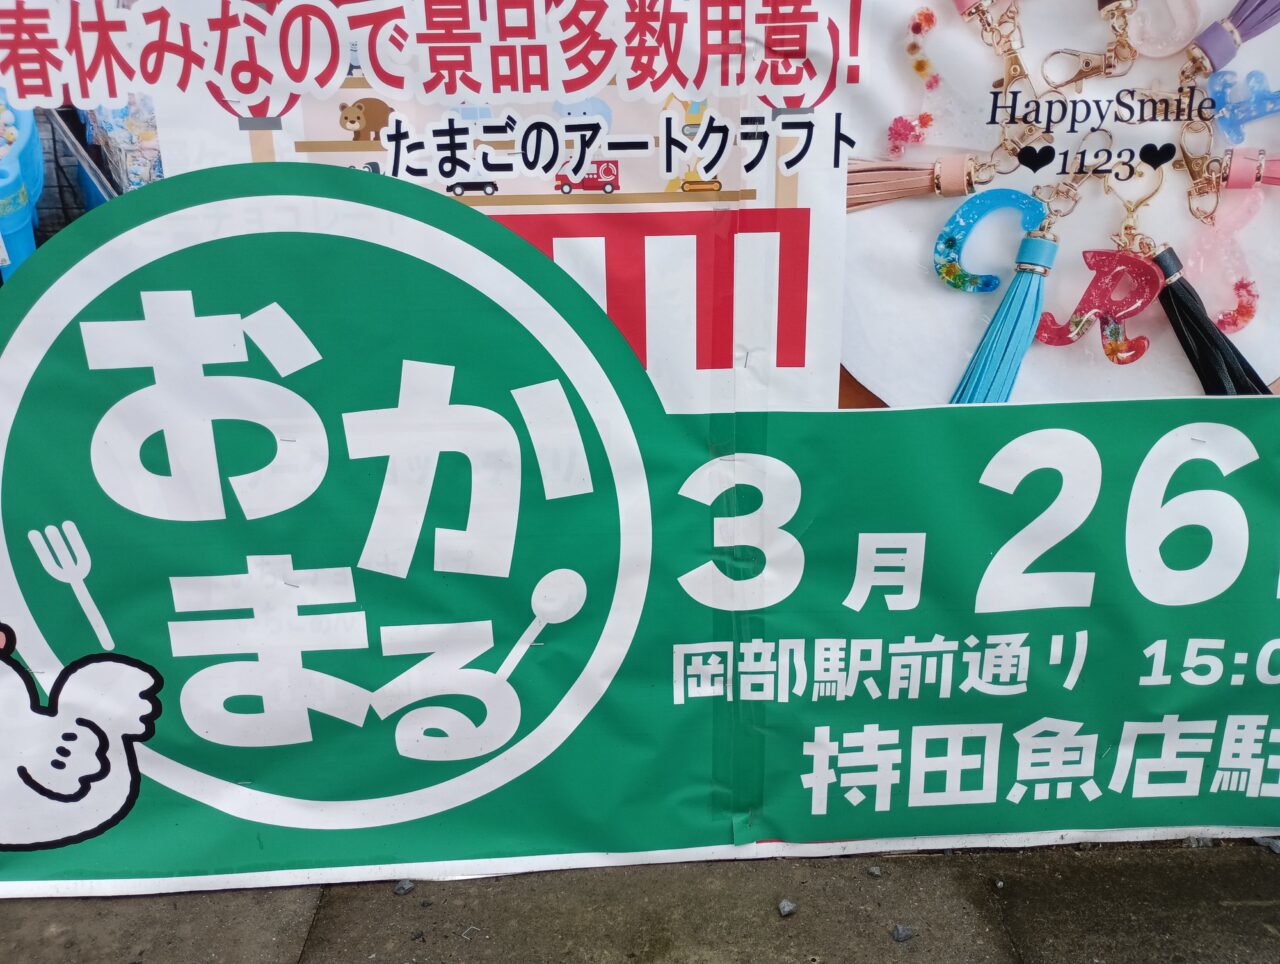 春休みなので景品多数用意！
たまごのアートクラフト
HappySmile
❤1123❤
おか
まる
3月26
岡部駅前通り 15:0
持田魚店駐